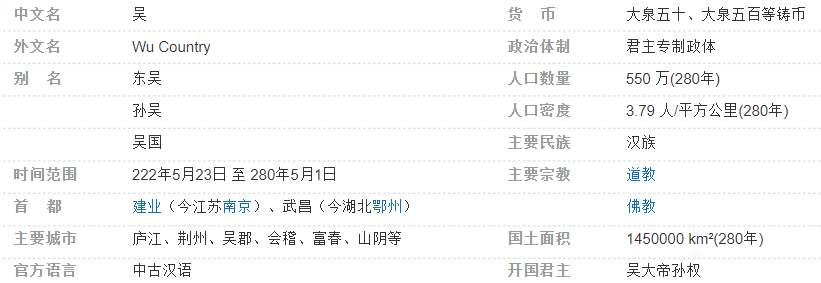 中文名 吴 货 币 大泉五十、大泉五百等铸币
外文名 Wu Country 政治体制 君主专制政体
别 名 东吴 人口数量 550 万(280年)
孙吴 人口密度 3.79 人/平方公里(280年)
吴国 主要民族 汉族
时间范围 222年5月23日 至 280年5月1日 主要宗教 道教
首 都 建业（今江苏南京）、武昌（今湖北鄂州） 佛教
主要城市 庐江、荆州、吴郡、会稽、富春、山阴等 国土面积 1450000 km²(280年)
官方语言 中古汉语 开国君主 吴大帝孙权